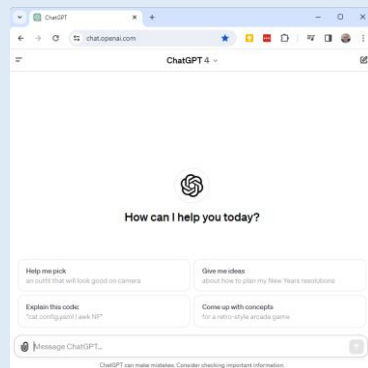 ChatGPT
chat.openai.com
ChatGPT 4
How can I help you today?
Help me pick
an outfit that will look good on camera
Give me ideas
about how to plan my New Years resolutions
Explain this code:
"cat config.yaml | awk NF"
Come up with concepts
for a retro-style arcade game
Message ChatGPT...
ChatGPT can make mistakes. Consider checking important information.